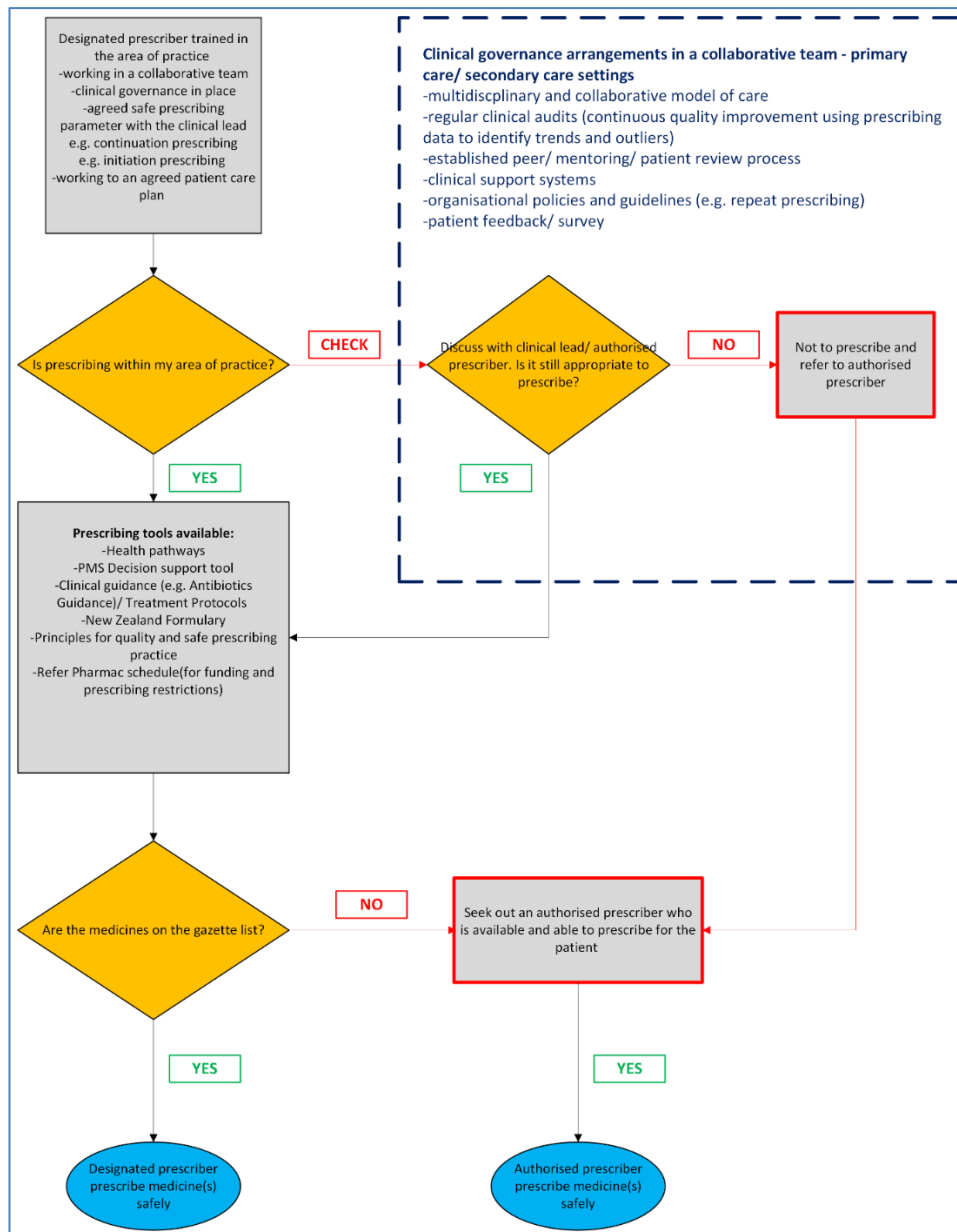 Designated prescriber trained in
the area of practice
-working in a collaborative team
-clinical governance in place
-agreed safe prescribing
parameter with the clinical lead
e.g. continuation prescribing
e.g. initiation prescribing
-working to an agreed patient care
plan
Clinical governance arrangements in a collaborative team - primary
care/ secondary care settings
-multidiscplinary and collaborative model of care
-regular clinical audits (continuous quality improvement using prescribing
data to identify trends and outliers)
-established peer/ mentoring/ patient review process
-clinical support systems
-organisational policies and guidelines (e.g. repeat prescribing)
-patient feedback/ survey
Is prescribing within my area of practice?
CHECK
Discuss with clinical lead/ authorised
prescriber. Is it still appropriate to
prescribe?
NO
Not to prescribe and
refer to authorised
prescriber
YES
YES
Prescribing tools available:
-Health pathways
-PMS Decision support tool
-Clinical guidance (e.g. Antibiotics
Guidance)/ Treatment Protocols
-New Zealand Formulary
-Principles for quality and safe prescribing
practice
-Refer Pharmac schedule(for funding and
prescribing restrictions)
Are the medicines on the gazette list?
NO
Seek out an authorised prescriber who
is available and able to prescribe for the
patient
YES
YES
Designated prescriber
prescribe medicine(s)
safely
Authorised prescriber
prescribe medicine(s)
safely